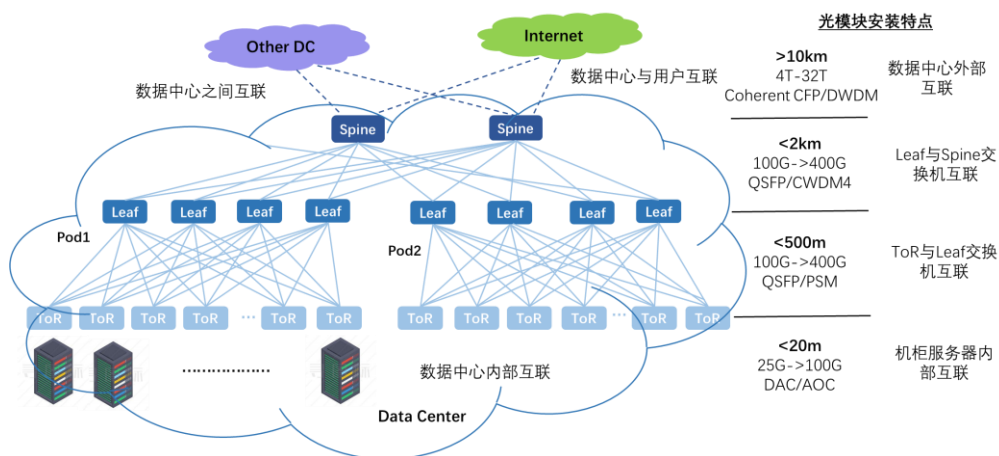 Other DC
Internet
数据中心之间互联
数据中心与用户互联
Spine
Spine
Leaf
Leaf
Leaf
Leaf
Leaf
Leaf
Leaf
Leaf
Pod1
Pod2
ToR
ToR
ToR
ToR
...
ToR
ToR
ToR
ToR
ToR
ToR
...
ToR
ToR
.....................
数据中心内部互联
Data Center
光模块安装特点
>10km
4T-32T
Coherent CFP/DWDM
数据中心外部
互联
<2km
100G->400G
QSFP/CWDM4
Leaf与Spine交
换机互联
<500m
100G->400G
QSFP/PSM
ToR与Leaf交换
机互联
<20m
25G->100G
DAC/AOC
机柜服务器内
部互联